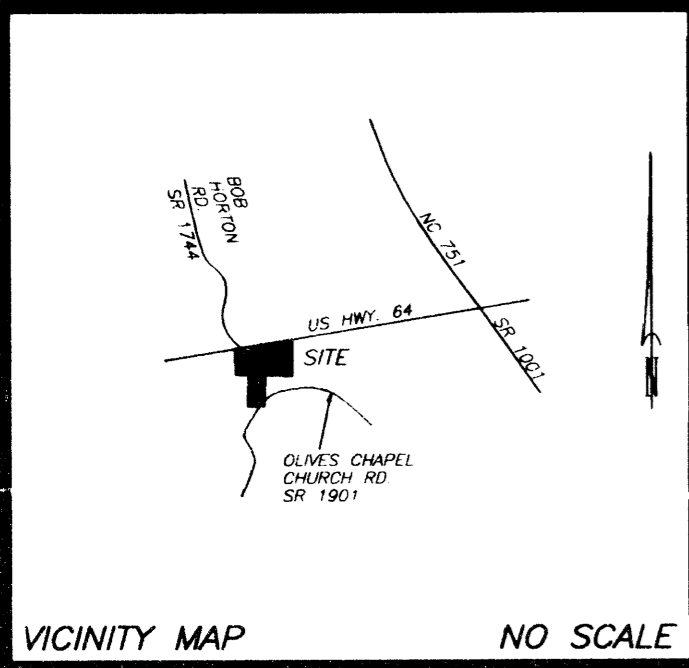 BOB
HORTON
RD.
SR 1744
NC 751
US HWY. 64
SR 1001
SITE
N
OLIVES CHAPEL
CHURCH RD.
SR 1901
VICINITY MAP
NO SCALE